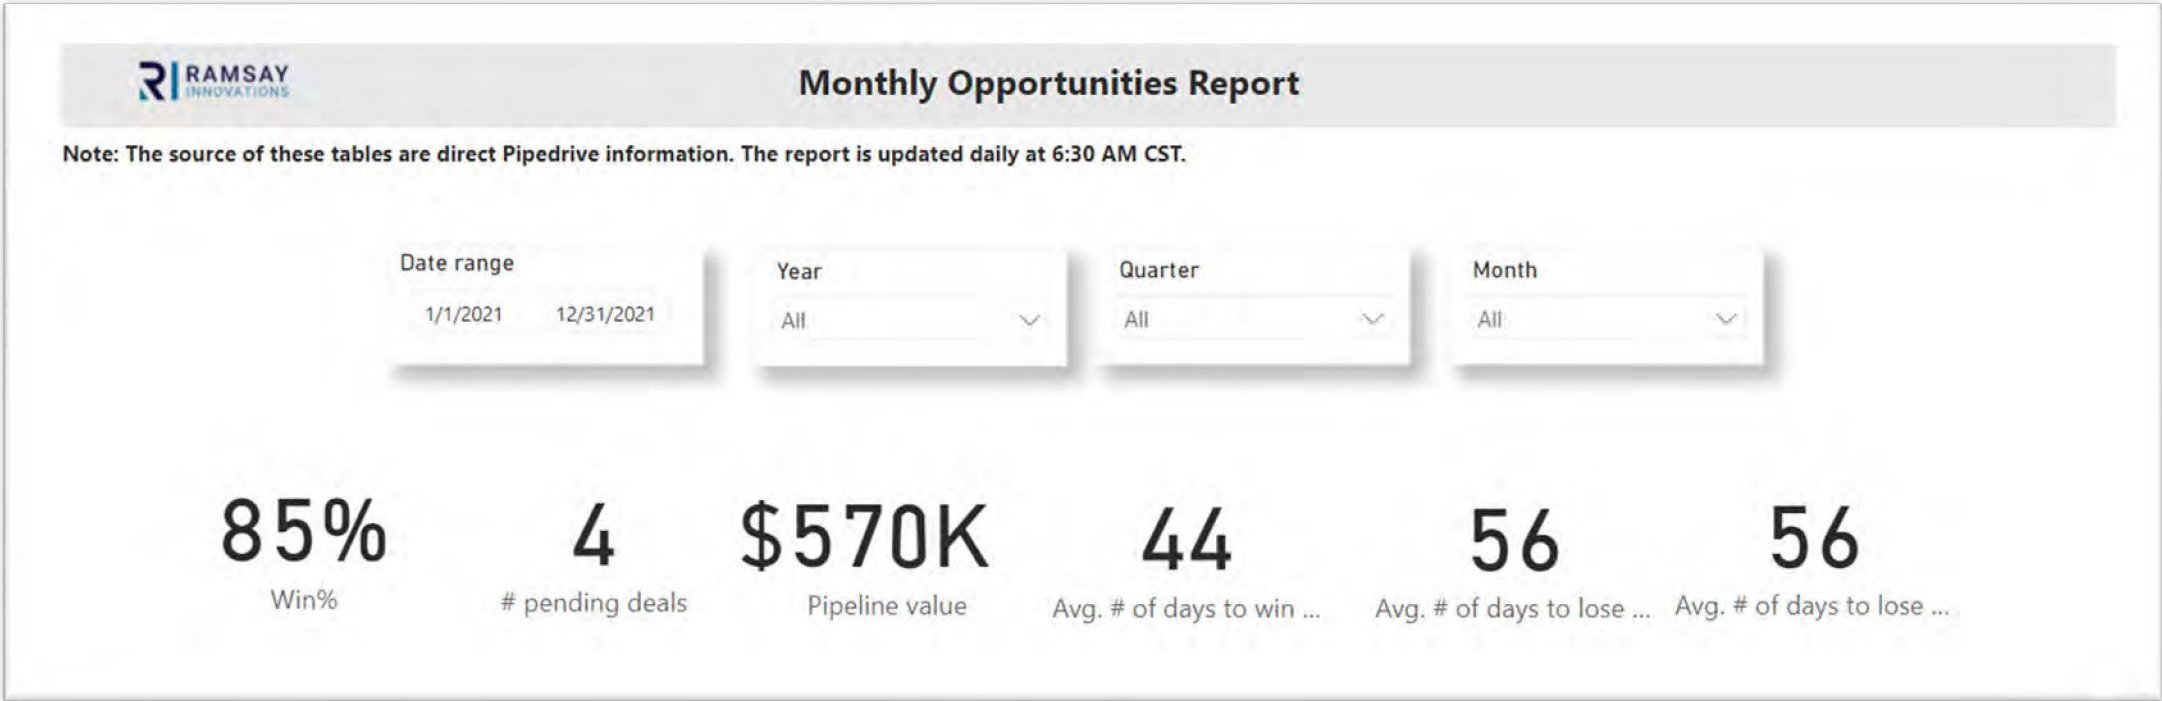 RAMSAY
INNOVATIONS
Monthly Opportunities Report
Note: The source of these tables are direct Pipedrive information. The report is updated daily at 6:30 AM CST.
Date range
1/1/2021 12/31/2021
Year
All
Quarter
All
Month
All
85%
Win%
4
# pending deals
$570K
Pipeline value
44
Avg. # of days to win ...
56
Avg. # of days to lose ...
56
Avg. # of days to lose ...